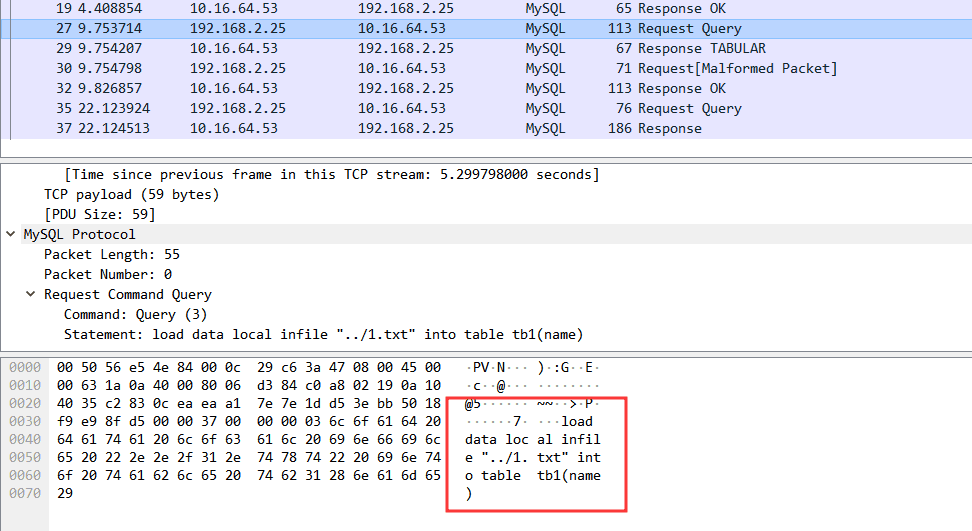 19 4.408854 10.16.64.53 192.168.2.25 MySQL 65 Response OK
27 9.753714 192.168.2.25 10.16.64.53 MySQL 113 Request Query
29 9.754207 10.16.64.53 192.168.2.25 MySQL 67 Response TABULAR
30 9.754798 192.168.2.25 10.16.64.53 MySQL 71 Request[Malformed Packet]
32 9.826857 10.16.64.53 192.168.2.25 MySQL 113 Response OK
35 22.123924 192.168.2.25 10.16.64.53 MySQL 76 Request Query
37 22.124513 10.16.64.53 192.168.2.25 MySQL 186 Response
[Time since previous frame in this TCP stream: 5.299798000 seconds]
TCP payload (59 bytes)
[PDU Size: 59]
MySQL Protocol
Packet Length: 55
Packet Number: 0
Request Command Query
Command: Query (3)
Statement: load data local infile "../1.txt" into table tb1(name)
0000 00 50 56 e5 4e 84 00 0c 29 c6 3a 47 08 00 45 00 ·PV·N··· )·:G··E·
0010 00 63 1a 0a 40 00 80 06 d3 84 c0 a8 02 19 0a 10 ·c··@··· ········
0020 40 35 c2 83 0c ea ea a1 7e 7e 1d d5 3e bb 50 18 @5······ ~~··>·P·
0030 f9 e9 8f d5 00 00 37 00 00 00 03 6c 6f 61 64 20 ······7· ···load
0040 64 61 74 61 20 6c 6f 63 61 6c 20 69 6e 66 69 6c data loc al infil
0050 65 20 22 2e 2e 2f 31 2e 74 78 74 22 20 69 6e 74 e "../1. txt" int
0060 6f 20 74 61 62 6c 65 20 74 62 31 28 6e 61 6d 65 o table tb1(name
0070 29 )